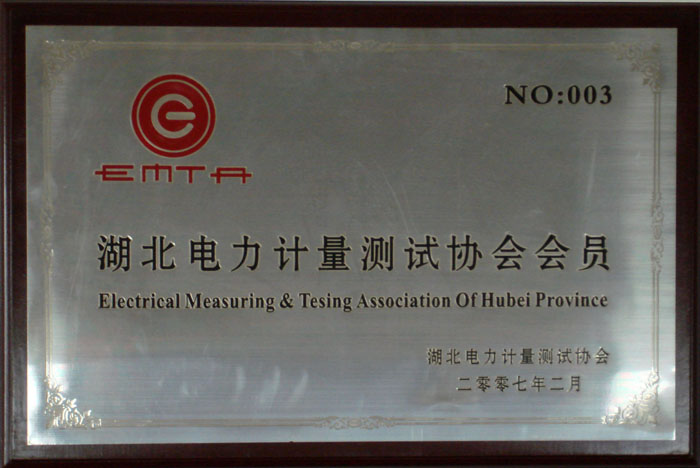 NO:003
EMTA
湖北电力计量测试协会会员
Electrical Measuring & Tesing Association Of Hubei Province
湖北电力计量测试协会
二零零七年二月